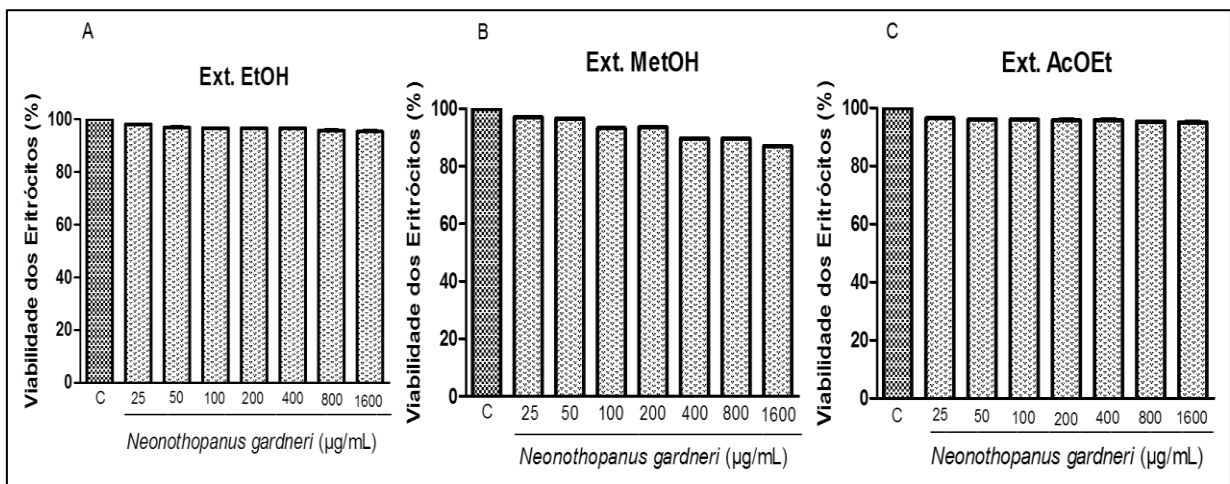 A
Ext. EtOH
Viabilidade dos Eritrócitos (%)
100
80
60
40
20
0
C 25 50 100 200 400 800 1600
Neonothopanus gardneri (µg/mL)
B
Ext. MetOH
Viabilidade dos Eritrócitos (%)
100
80
60
40
20
0
C 25 50 100 200 400 800 1600
Neonothopanus gardneri (µg/mL)
C
Ext. AcOEt
Viabilidade dos Eritrócitos (%)
100
80
60
40
20
0
C 25 50 100 200 400 800 1600
Neonothopanus gardneri (µg/mL)